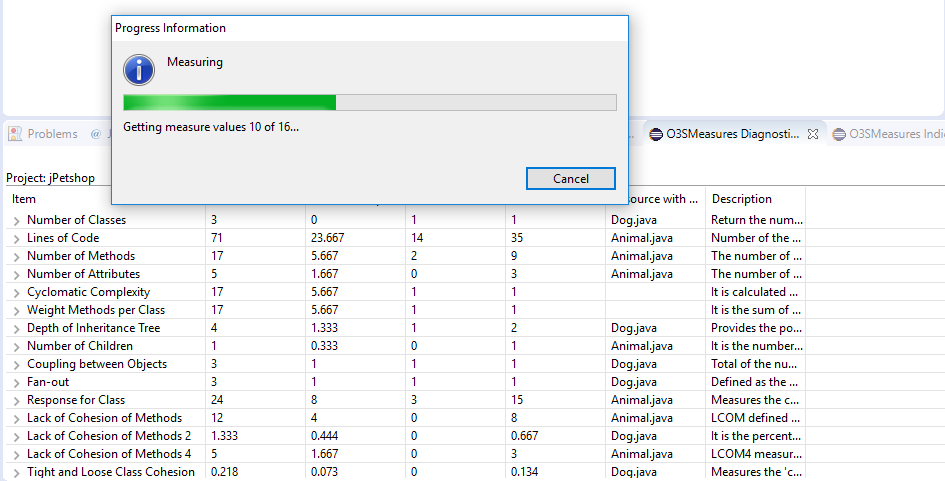 Progress Information
Measuring
Getting measure values 10 of 16...
Cancel
Problems @ J ... O3SMeasures Diagnosti... O3SMeasures Indic
Project: jPetshop
Item source with ... Description
Number of Classes 3 0 1 1 Dog.java Return the num...
Lines of Code 71 23.667 14 35 Animal.java Number of the ...
Number of Methods 17 5.667 2 9 Animal.java The number of ...
Number of Attributes 5 1.667 0 3 Animal.java The number of ...
Cyclomatic Complexity 17 5.667 1 1 It is calculated ...
Weight Methods per Class 17 5.667 1 1 It is the sum of ...
Depth of Inheritance Tree 4 1.333 1 2 Dog.java Provides the po...
Number of Children 1 0.333 0 1 Animal.java It is the number...
Coupling between Objects 3 1 1 1 Dog.java Total of the nu...
Fan-out 3 1 1 1 Dog.java Defined as the ...
Response for Class 24 8 3 15 Animal.java Measures the c...
Lack of Cohesion of Methods 12 4 0 8 Animal.java LCOM defined ...
Lack of Cohesion of Methods 2 1.333 0.444 0 0.667 Dog.java It is the percent...
Lack of Cohesion of Methods 4 5 1.667 0 3 Animal.java LCOM4 measur...
Tight and Loose Class Cohesion 0.218 0.073 0 0.134 Dog.java Measures the 'c...